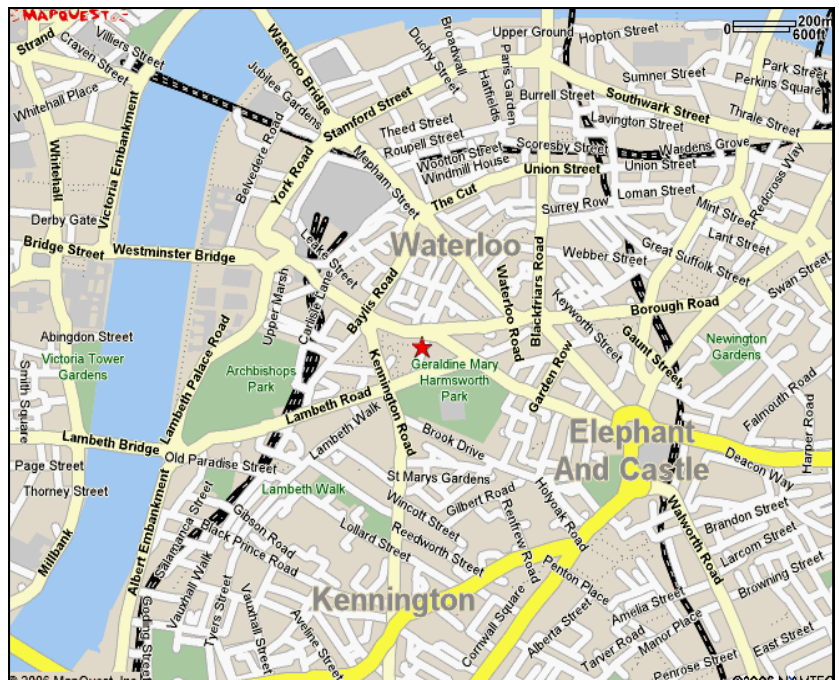 MAPQUEST
200m
0
600ft
Strand
Villiers Street
Craven Street
Whitehall Place
Whitehall
Victoria Embankment
Waterloo Bridge
Jubilee Gardens
Belvedere Road
York Road
Stamford Street
Broadwall
Duchy Street
Hatfields
Paris Garden
Upper Ground
Hopton Street
Sumner Street
Park Street
Perkins Square
Burrell Street
Southwark Street
Lavington Street
Thrale Street
Theed Street
Roupell Street
Wootton Street
Windmill House
Scoresby Street
Wardens Grove
Union Street
Union Street
Mepham Street
The Cut
Loman Street
Redcross Way
Surrey Row
Mint Street
Lant Street
Derby Gate
Bridge Street
Westminster Bridge
Leake Street
Waterloo
Webber Street
Great Suffolk Street
Swan Street
Upper Marsh
Carlisle Lane
Baylis Road
Waterloo Road
Blackfriars Road
Keyworth Street
Borough Road
Gaunt Street
Newington
Gardens
Abingdon Street
Victoria Tower
Gardens
Smith Square
Lambeth Palace Road
Archbishops
Park
Kennington Road
Geraldine Mary
Harmsworth
Park
Garden Row
Falmouth Road
Harper Road
Lambeth Road
Lambeth Walk
Brook Drive
Elephant
And Castle
Lambeth Bridge
Page Street
Thorney Street
Old Paradise Street
Deacon Way
St Marys Gardens
Lambeth Walk
Wincott Street
Gilbert Road
Holyoak Road
Renfrew Road
Walworth Road
Brandon Street
Larcom Street
Browning Street
Millbank
Albert Embankment
Salamanca Street
Gibson Road
Black Prince Road
Lollard Street
Reedworth Street
Penton Place
Vauxhall Walk
Tyers Street
Vauxhall Street
Aveline Street
Kennington
Cornwall Square
Amelia Street
Alberta Street
Manor Place
Tarver Road
Penrose Street
East Street
Goding Street
© 2006 MapQuest, Inc.
©2006 NAVTEQ